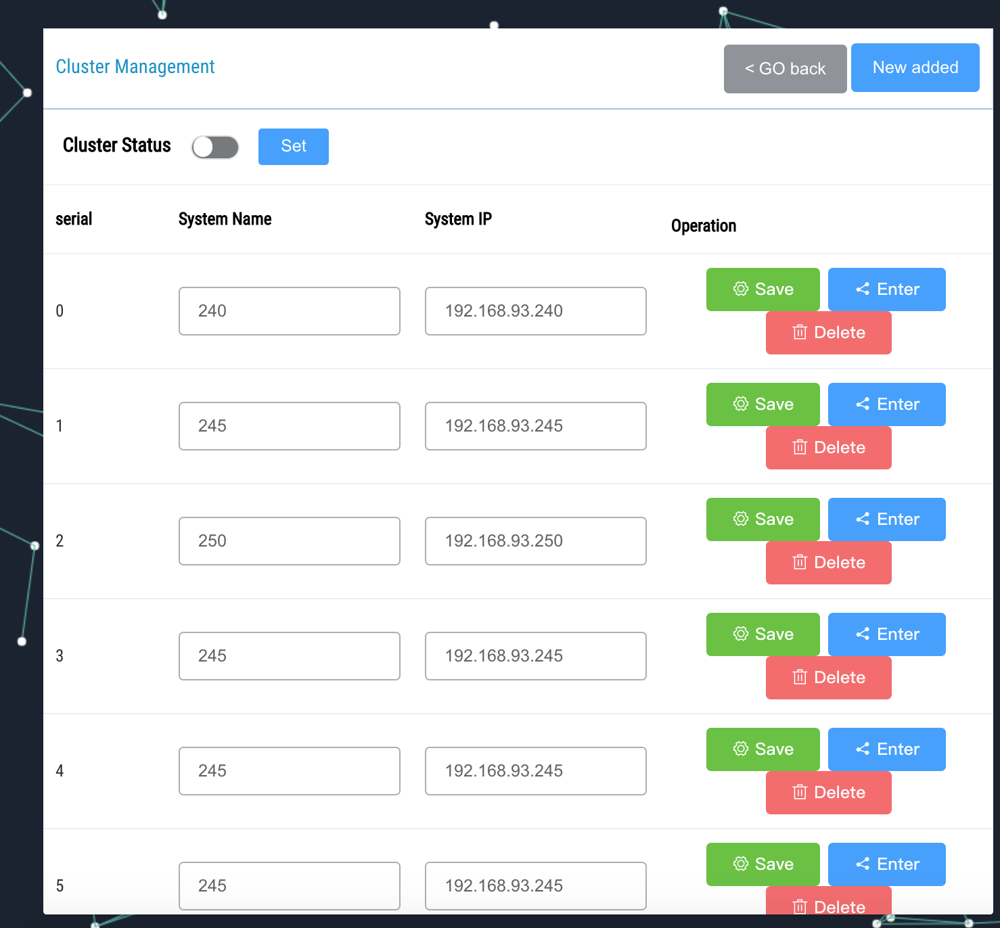 Cluster Management
< GO back
New added
Cluster Status
Set
serial
System Name
System IP
Operation
0
240
192.168.93.240
Save
Enter
Delete
1
245
192.168.93.245
Save
Enter
Delete
2
250
192.168.93.250
Save
Enter
Delete
3
245
192.168.93.245
Save
Enter
Delete
4
245
192.168.93.245
Save
Enter
Delete
5
245
192.168.93.245
Save
Enter
Delete